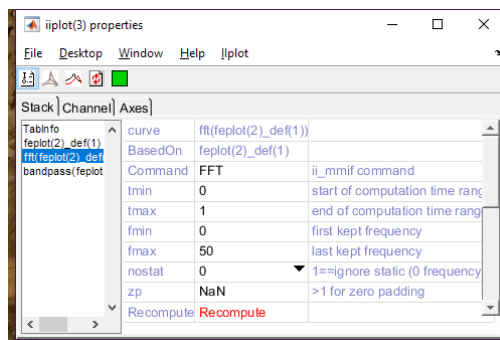 iiplot(3) properties
File Desktop Window Help Iiplot
Stack Channel Axes
TabInfo
feplot(2)_def(1)
fft(feplot(2)_defi
bandpass(feplot
curve fft(feplot(2)_def(1))
BasedOn feplot(2)_def(1)
Command FFT ii_mmif command
tmin 0 start of computation time rang
tmax 1 end of computation time rang
fmin 0 first kept frequency
fmax 50 last kept frequency
nostat 0 1==ignore static (0 frequency
zp NaN >1 for zero padding
Recompute Recompute